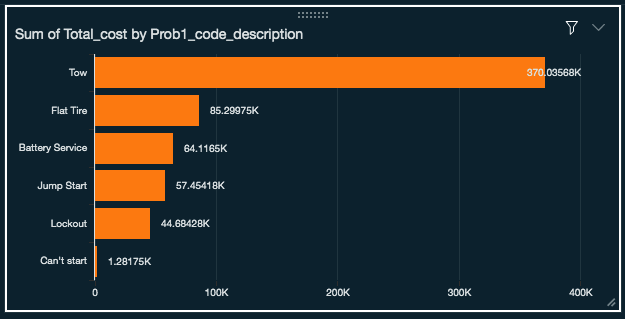 Sum of Total_cost by Prob1_code_description
Tow 370.03568K
Flat Tire 85.29975K
Battery Service 64.1165K
Jump Start 57.45418K
Lockout 44.68428K
Can't start 1.28175K
0 100K 200K 300K 400K